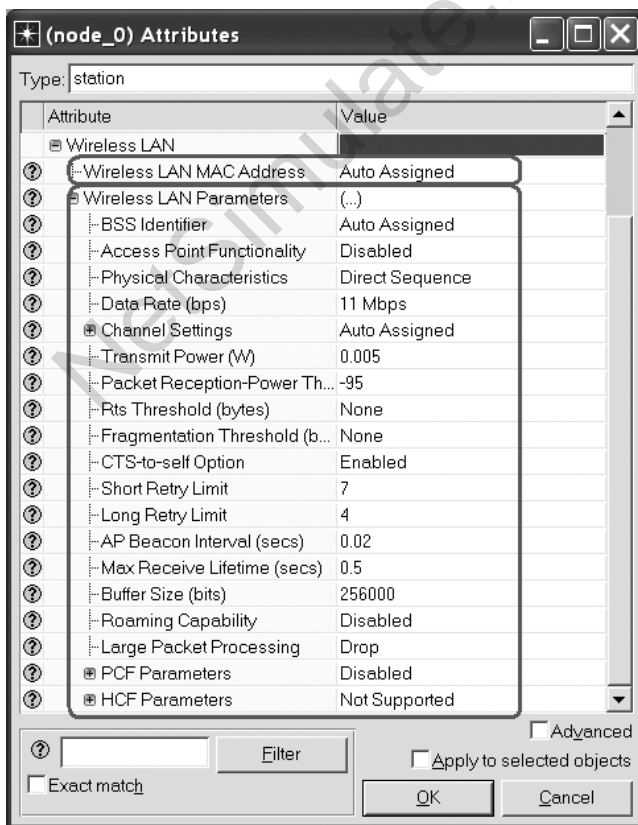 (node_0) Attributes
Type: station
Attribute Value
Wireless LAN
Wireless LAN MAC Address Auto Assigned
Wireless LAN Parameters (...)
BSS Identifier Auto Assigned
Access Point Functionality Disabled
Physical Characteristics Direct Sequence
Data Rate (bps) 11 Mbps
Channel Settings Auto Assigned
Transmit Power (W) 0.005
Packet Reception-Power Th... -95
Rts Threshold (bytes) None
Fragmentation Threshold (b... None
CTS-to-self Option Enabled
Short Retry Limit 7
Long Retry Limit 4
AP Beacon Interval (secs) 0.02
Max Receive Lifetime (secs) 0.5
Buffer Size (bits) 256000
Roaming Capability Disabled
Large Packet Processing Drop
PCF Parameters Disabled
HCF Parameters Not Supported
Advanced
Filter
Apply to selected objects
Exact match
OK Cancel
NetSimulate.